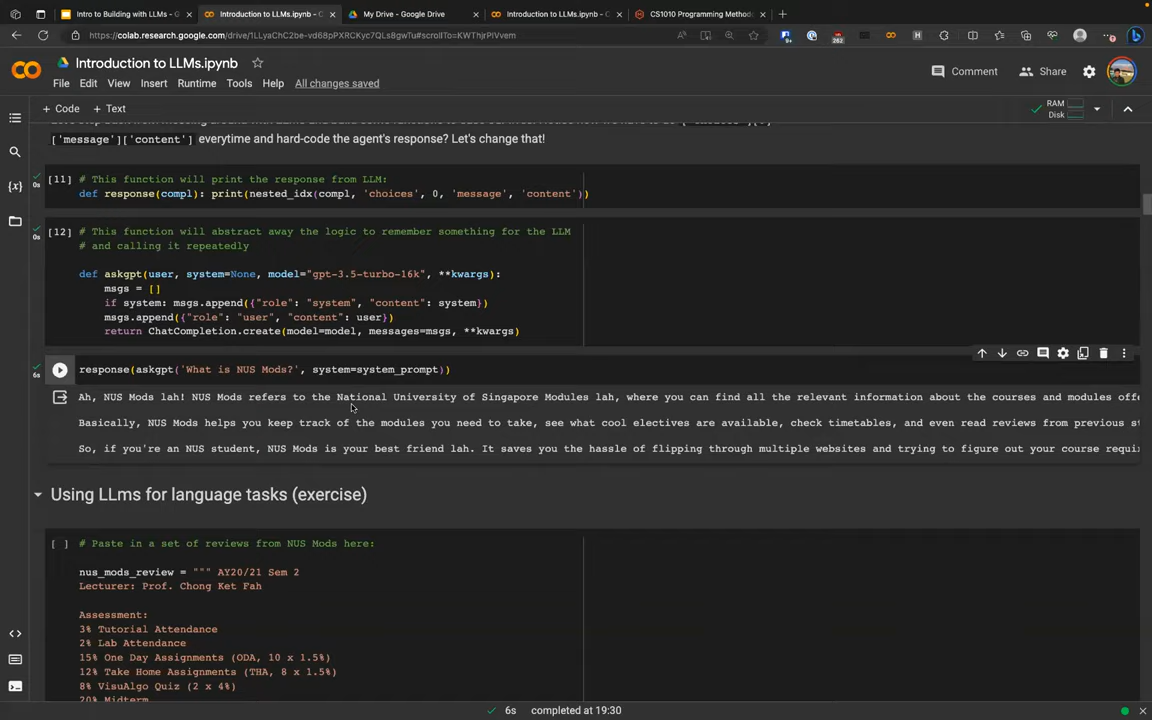 Intro to Building with LLMs - G
Introduction to LLMs.ipynb - C
My Drive - Google Drive
Introduction to LLMs.ipynb - C
CS1010 Programming Method
https://colab.research.google.com/drive/1LLyaChC2be-vd68pPXRCKyc7QLs8gwTu#scrollTo=KWThjrPIVvem
Introduction to LLMs.ipynb
File Edit View Insert Runtime Tools Help All changes saved
Comment
Share
+ Code + Text
RAM
Disk
['message']['content'] everytime and hard-code the agent's response? Let's change that!
[11] # This function will print the response from LLM:
0s
def response(compl): print(nested_idx(compl, 'choices', 0, 'message', 'content'))
[12] # This function will abstract away the logic to remember something for the LLM
0s
# and calling it repeatedly
def askgpt(user, system=None, model="gpt-3.5-turbo-16k", **kwargs):
msgs = []
if system: msgs.append({"role": "system", "content": system})
msgs.append({"role": "user", "content": user})
return ChatCompletion.create(model=model, messages=msgs, **kwargs)
6s
response(askgpt('What is NUS Mods?', system=system_prompt))
Ah, NUS Mods lah! NUS Mods refers to the National University of Singapore Modules lah, where you can find all the relevant information about the courses and modules offe
Basically, NUS Mods helps you keep track of the modules you need to take, see what cool electives are available, check timetables, and even read reviews from previous st
So, if you're an NUS student, NUS Mods is your best friend lah. It saves you the hassle of flipping through multiple websites and trying to figure out your course requi
Using LLms for language tasks (exercise)
[ ] # Paste in a set of reviews from NUS Mods here:
nus_mods_review = """ AY20/21 Sem 2
Lecturer: Prof. Chong Ket Fah
Assessment:
3% Tutorial Attendance
2% Lab Attendance
15% One Day Assignments (ODA, 10 x 1.5%)
12% Take Home Assignments (THA, 8 x 1.5%)
8% VisuAlgo Quiz (2 x 4%)
20% Midterm
6s completed at 19:30